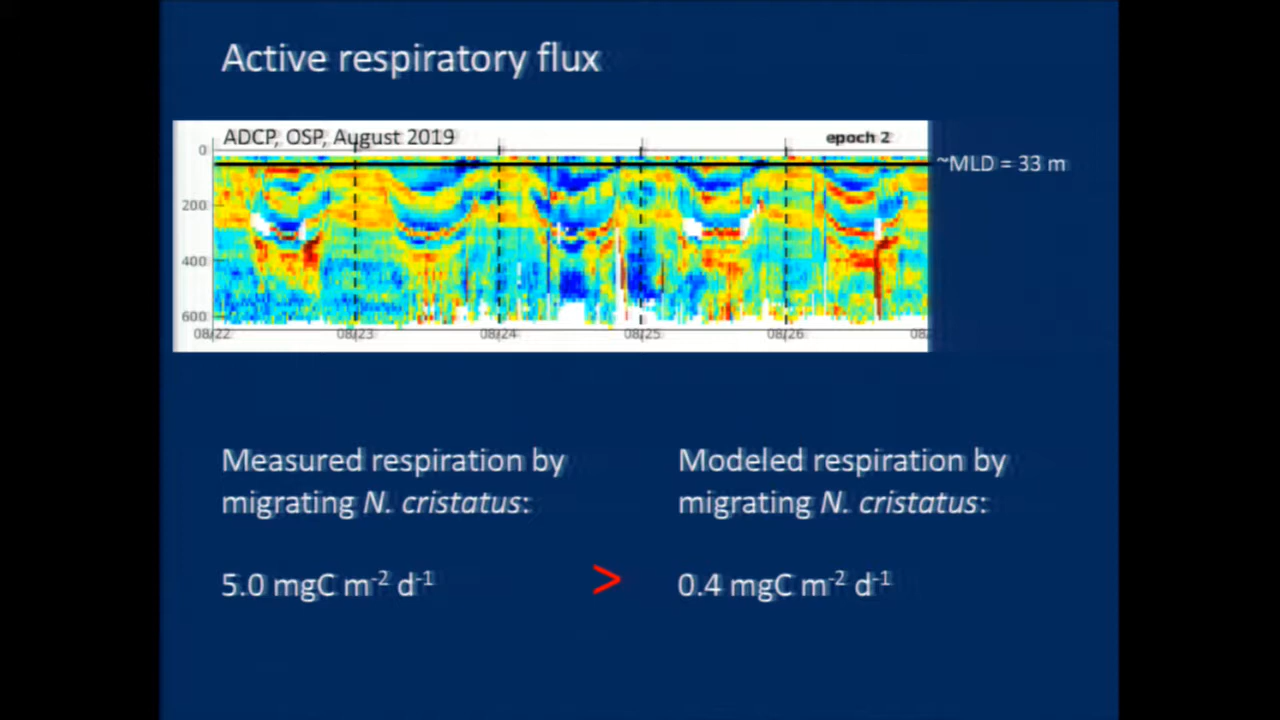 Active respiratory flux
ADCP, OSP, August 2019
epoch 2
~MLD = 33 m
0
200
400
600
08/22
08/23
08/24
08/25
08/26
Measured respiration by
migrating N. cristatus:
5.0 mgC m⁻² d⁻¹
>
Modeled respiration by
migrating N. cristatus:
0.4 mgC m⁻² d⁻¹